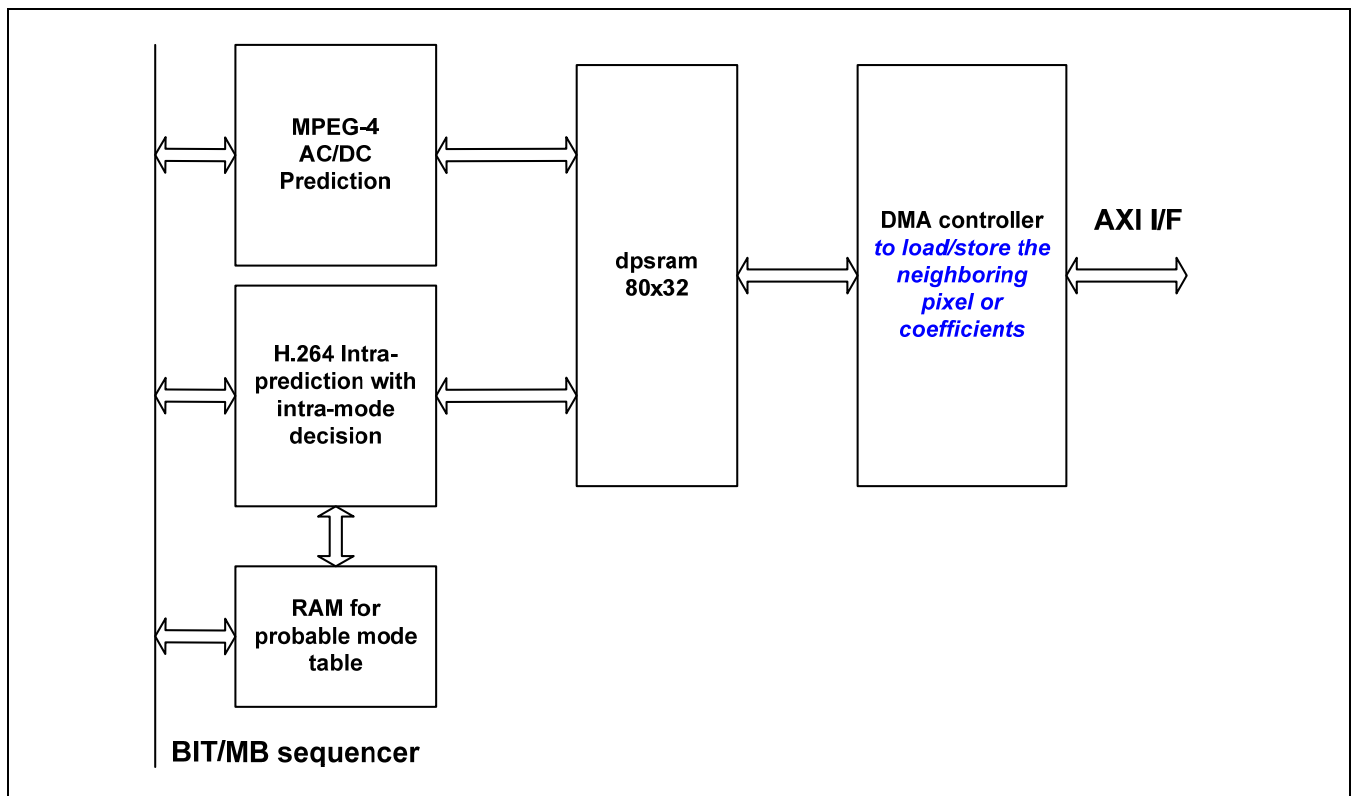 MPEG-4
AC/DC
Prediction
H.264 Intra-
prediction with
intra-mode
decision
RAM for
probable mode
table
BIT/MB sequencer
dpsram
80x32
DMA controller
to load/store the
neighboring
pixel or
coefficients
AXI I/F